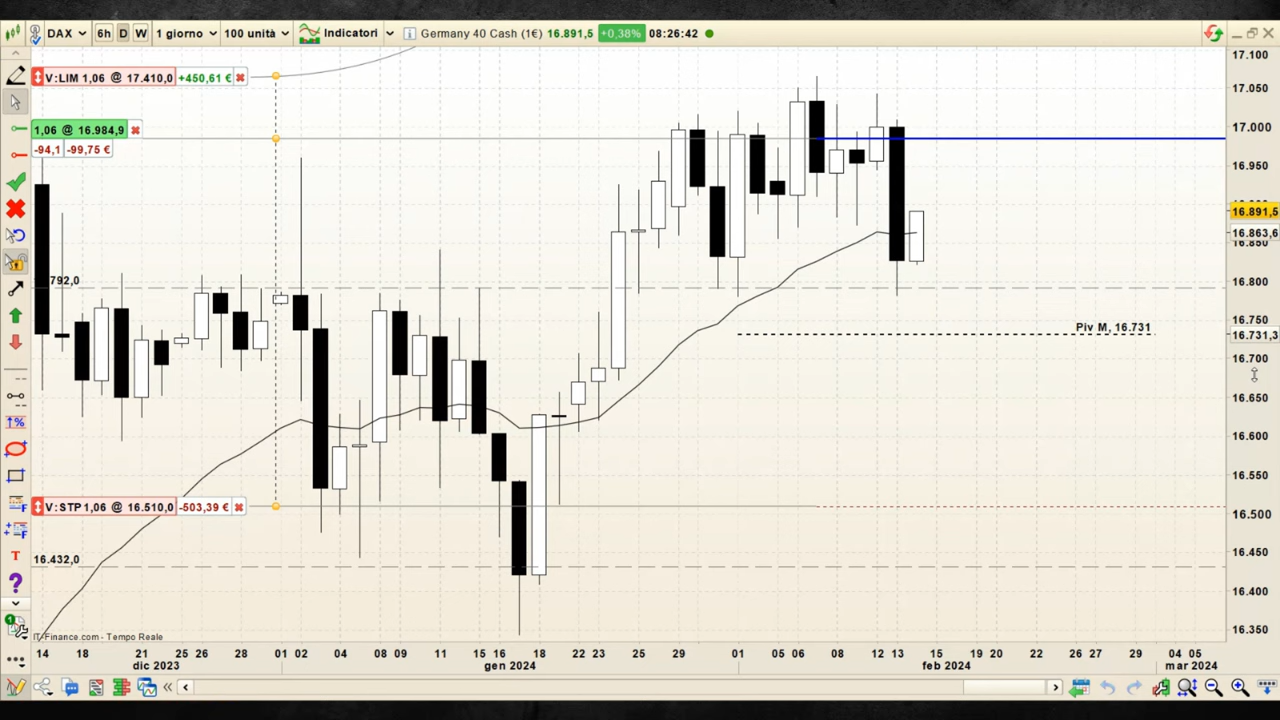 DAX 6h D W 1 giorno 100 unità Indicatori Germany 40 Cash (1€) 16.891,5 +0,38% 08:26:42
V:LIM 1,06 @ 17.410,0 +450,61 €
1,06 @ 16.984,9
-94,1 -99,75 €
792,0
V:STP 1,06 @ 16.510,0 -503,39 €
16.432,0
Piv M, 16.731
17.100
17.050
17.000
16.950
16.891,5
16.863,6
16.850
16.800
16.750
16.731,3
16.700
16.650
16.600
16.550
16.500
16.450
16.400
16.350
IT-Finance.com - Tempo Reale
14 18 21 25 26 28 01 02 04 08 09 11 16 18 22 23 29 01 05 06 08 12 13 15 19 20 22 26 27 29 04 05
dic 2023 gen 2024 feb 2024 mar 2024